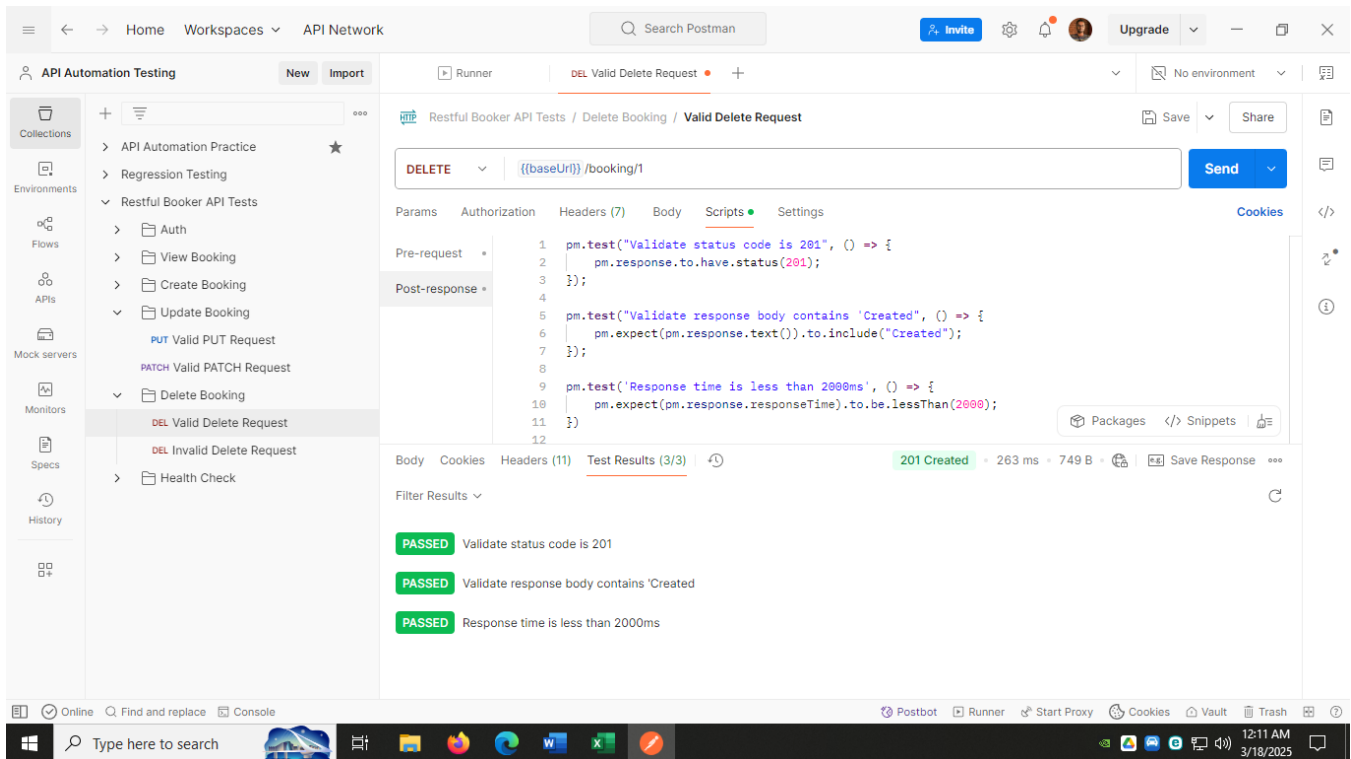 Home Workspaces API Network Search Postman Invite Upgrade
API Automation Testing New Import Runner DEL Valid Delete Request No environment
Collections
Environments
Flows
APIs
Mock servers
Monitors
Specs
History
API Automation Practice
Regression Testing
Restful Booker API Tests
Auth
View Booking
Create Booking
Update Booking
PUT Valid PUT Request
PATCH Valid PATCH Request
Delete Booking
DEL Valid Delete Request
DEL Invalid Delete Request
Health Check
HTTP Restful Booker API Tests / Delete Booking / Valid Delete Request Save Share
DELETE {{baseUrl}} /booking/1 Send
Params Authorization Headers (7) Body Scripts Settings Cookies
Pre-request
Post-response
1 pm.test("Validate status code is 201", () => {
2 pm.response.to.have.status(201);
3 });
4
5 pm.test("Validate response body contains 'Created", () => {
6 pm.expect(pm.response.text()).to.include("Created");
7 });
8
9 pm.test('Response time is less than 2000ms', () => {
10 pm.expect(pm.response.responseTime).to.be.lessThan(2000);
11 })
12
Packages Snippets
Body Cookies Headers (11) Test Results (3/3) 201 Created 263 ms 749 B e.g. Save Response
Filter Results
PASSED Validate status code is 201
PASSED Validate response body contains 'Created
PASSED Response time is less than 2000ms
Online Find and replace Console Postbot Runner Start Proxy Cookies Vault Trash
Type here to search 12:11 AM
3/18/2025